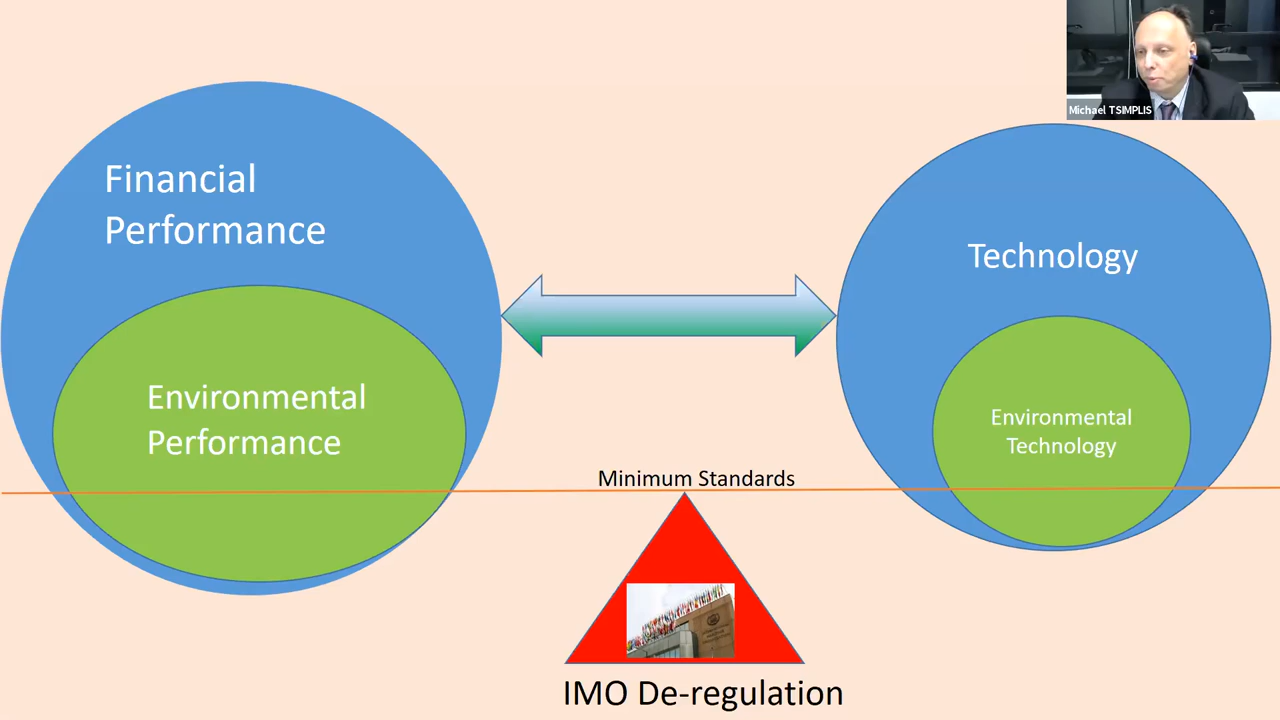 Michael TSIMPLIS
Financial
Performance
Technology
Environmental
Performance
Environmental
Technology
Minimum Standards
IMO De-regulation